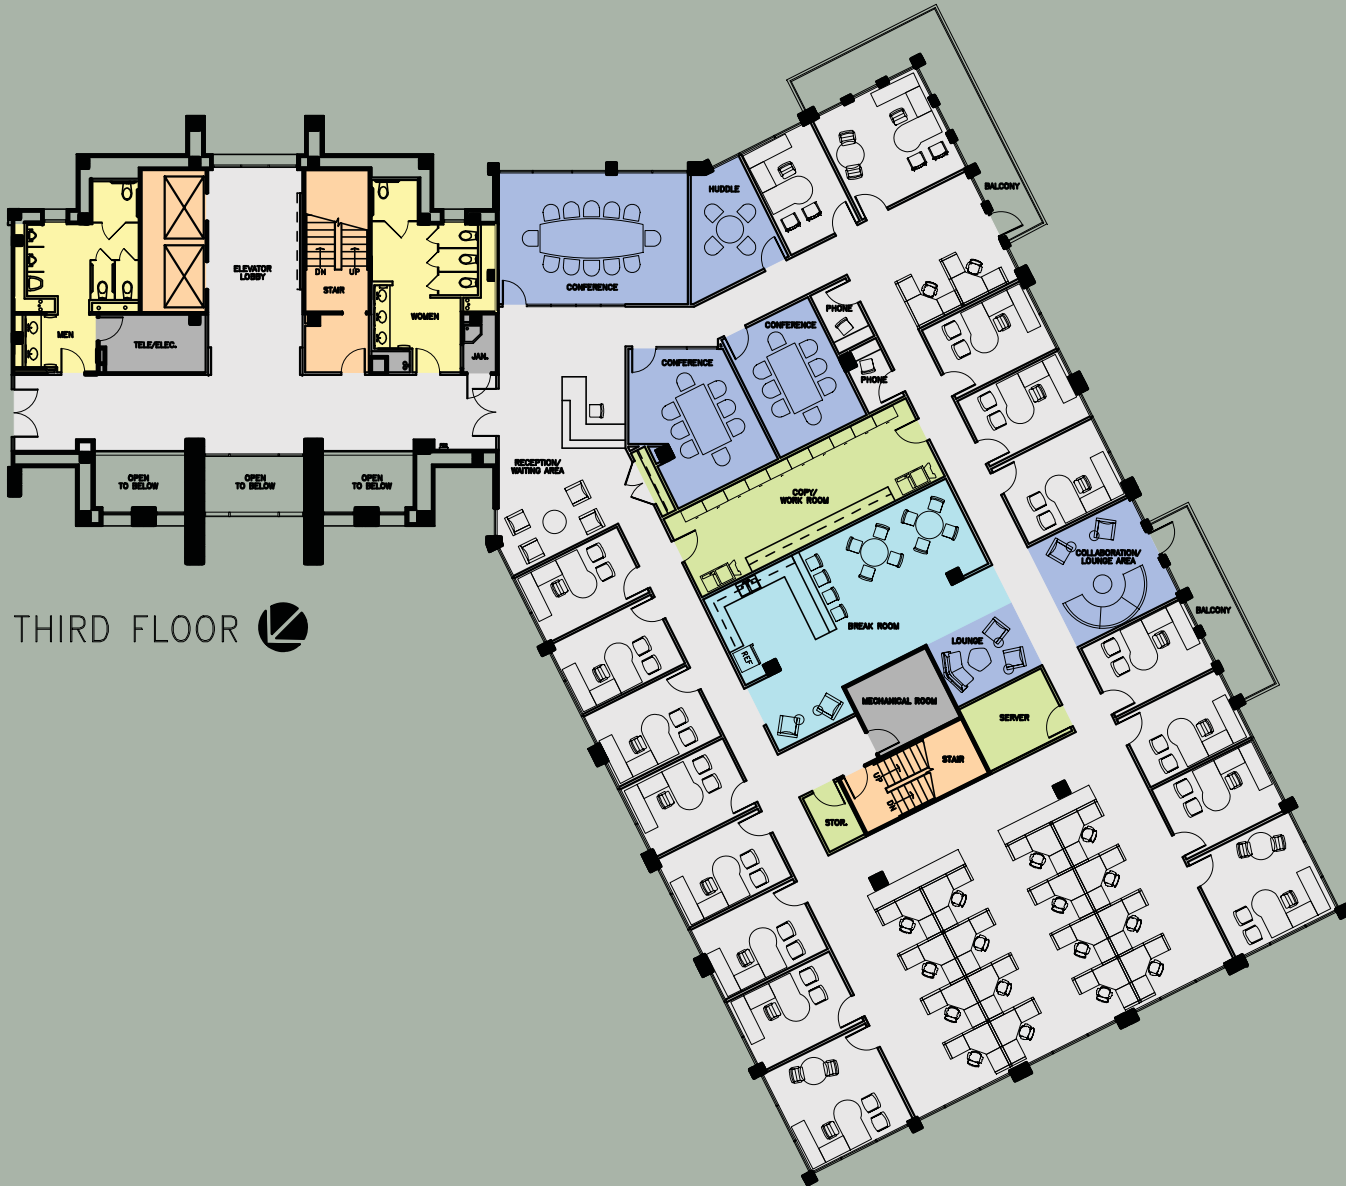 HUDDLE
BALCONY
ELEVATOR
LOBBY
DN
UP
STAIR
CONFERENCE
PHONE
WOMEN
MEN
TELE/ELEC.
JAN.
CONFERENCE
CONFERENCE
PHONE
RECEPTION/
WAITING AREA
OPEN
TO BELOW
OPEN
TO BELOW
OPEN
TO BELOW
COPY/
WORK ROOM
COLLABORATION/
LOUNGE AREA
BALCONY
THIRD FLOOR
BREAK ROOM
LOUNGE
REF
MECHANICAL ROOM
SERVER
STAIR
UP
DN
STOR.